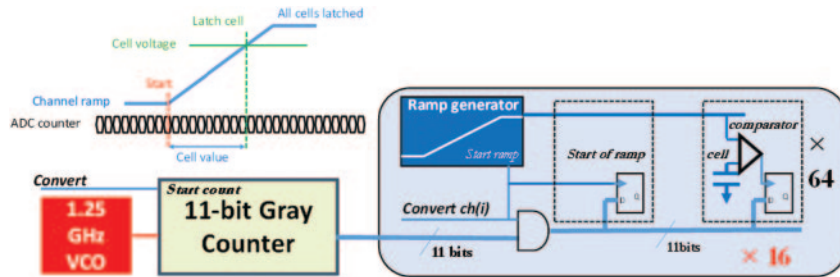 All cells latched
Latch cell
Cell voltage
Start
Channel ramp
ADC counter
Cell value
Convert
Start count
1.25
GHz
VCO
11-bit Gray
Counter
Ramp generator
Start ramp
Convert ch(i)
11 bits
Start of ramp
D Q
comparator
cell
D Q
×
64
11bits
× 16